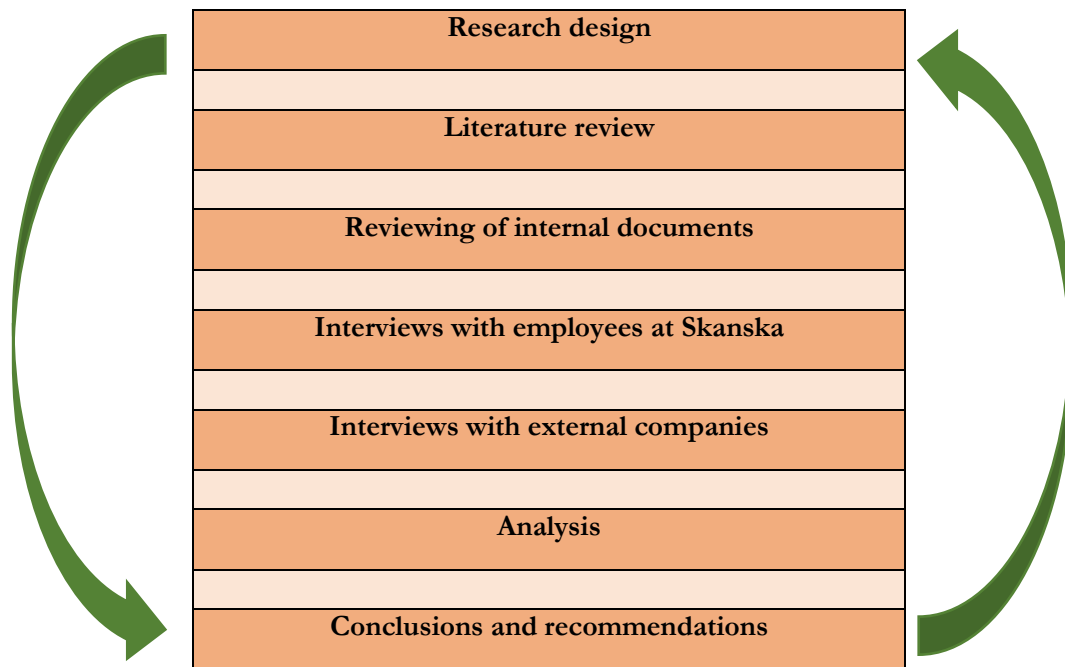 Research design
Literature review
Reviewing of internal documents
Interviews with employees at Skanska
Interviews with external companies
Analysis
Conclusions and recommendations